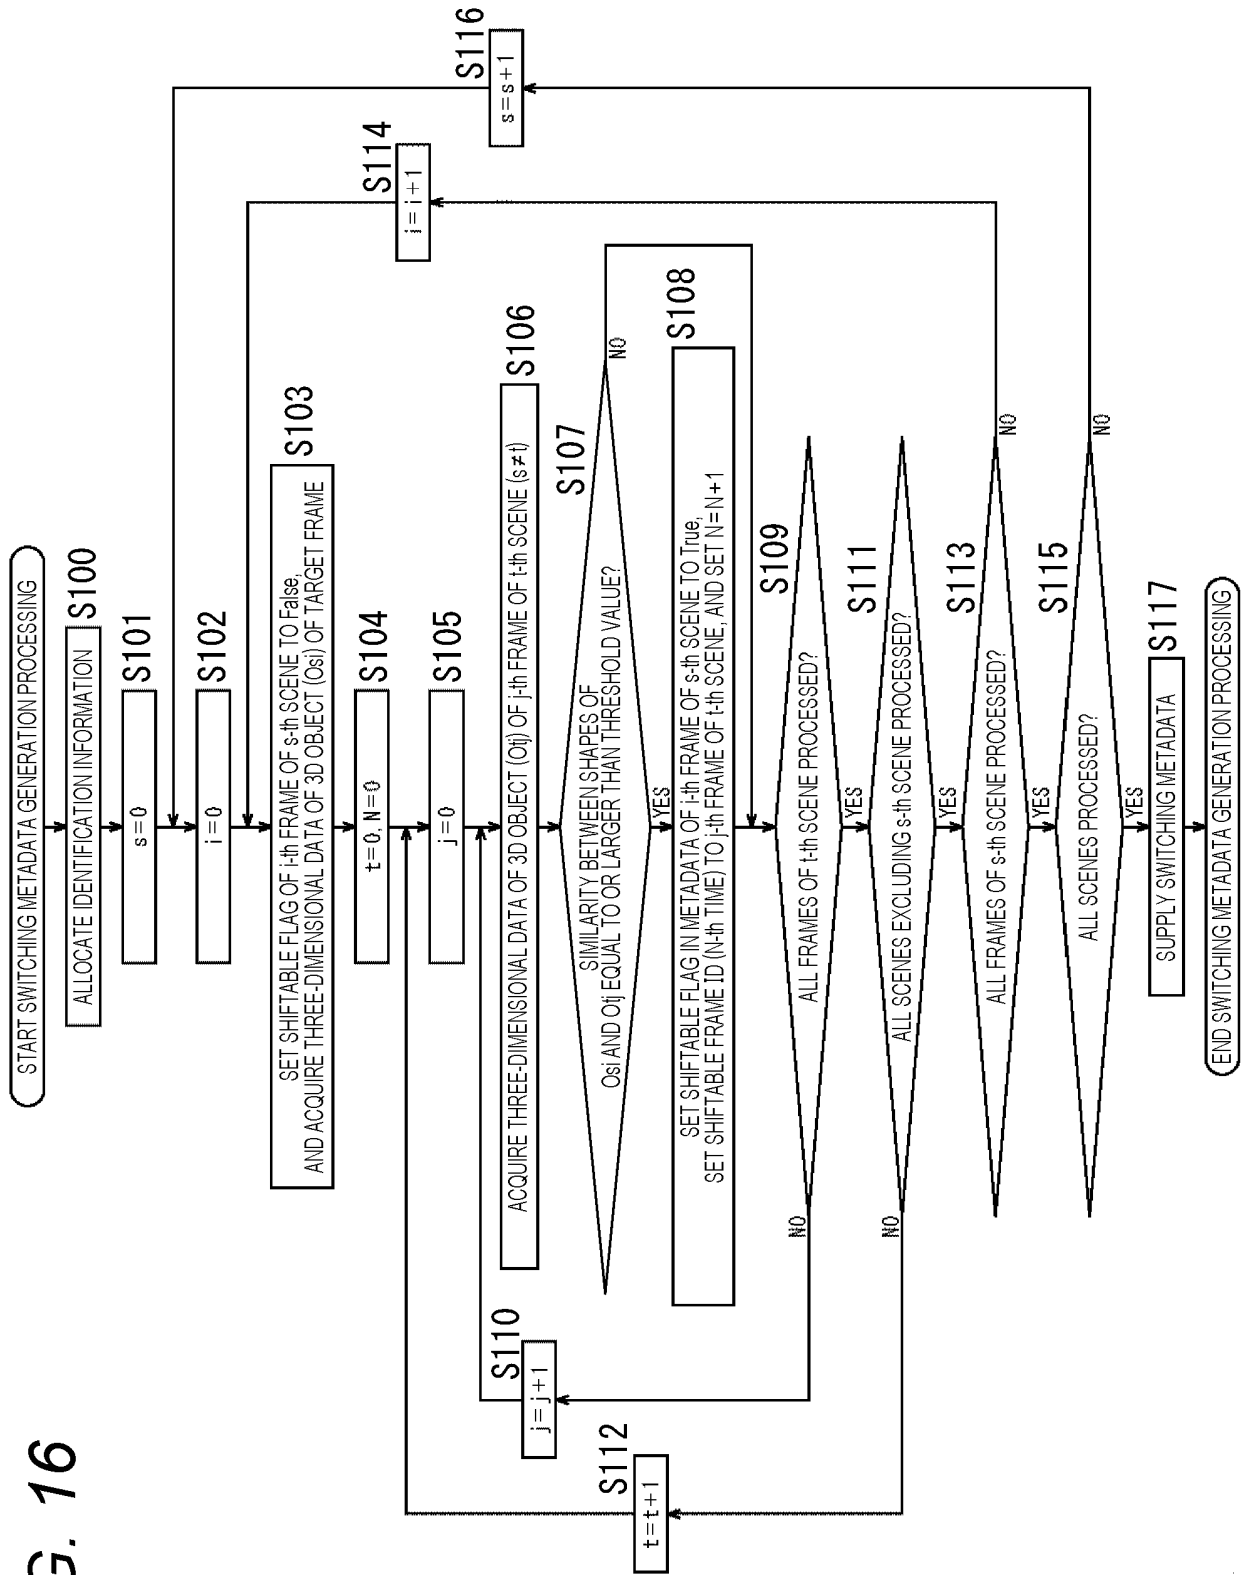 G. 16
START SWITCHING METADATA GENERATION PROCESSING
ALLOCATE IDENTIFICATION INFORMATION
S100
s=0
S101
i=0
S102
SET SHIFTABLE FLAG OF i-th FRAME OF s-th SCENE TO False,
AND ACQUIRE THREE-DIMENSIONAL DATA OF 3D OBJECT (Osi) OF TARGET FRAME
S103
t=0, N=0
S104
j=0
S105
ACQUIRE THREE-DIMENSIONAL DATA OF 3D OBJECT (Otj) OF j-th FRAME OF t-th SCENE (s≠t)
S106
SIMILARITY BETWEEN SHAPES OF
Osi AND Otj EQUAL TO OR LARGER THAN THRESHOLD VALUE?
S107
NO
YES
SET SHIFTABLE FLAG IN METADATA OF i-th FRAME OF s-th SCENE TO True,
SET SHIFTABLE FRAME ID (N-th TIME) TO j-th FRAME OF t-th SCENE, AND SET N=N+1
S108
ALL FRAMES OF t-th SCENE PROCESSED?
S109
NO
YES
j=j+1
S110
ALL SCENES EXCLUDING s-th SCENE PROCESSED?
S111
NO
YES
t=t+1
S112
ALL FRAMES OF s-th SCENE PROCESSED?
S113
NO
YES
i=i+1
S114
ALL SCENES PROCESSED?
S115
NO
YES
s=s+1
S116
SUPPLY SWITCHING METADATA
S117
END SWITCHING METADATA GENERATION PROCESSING